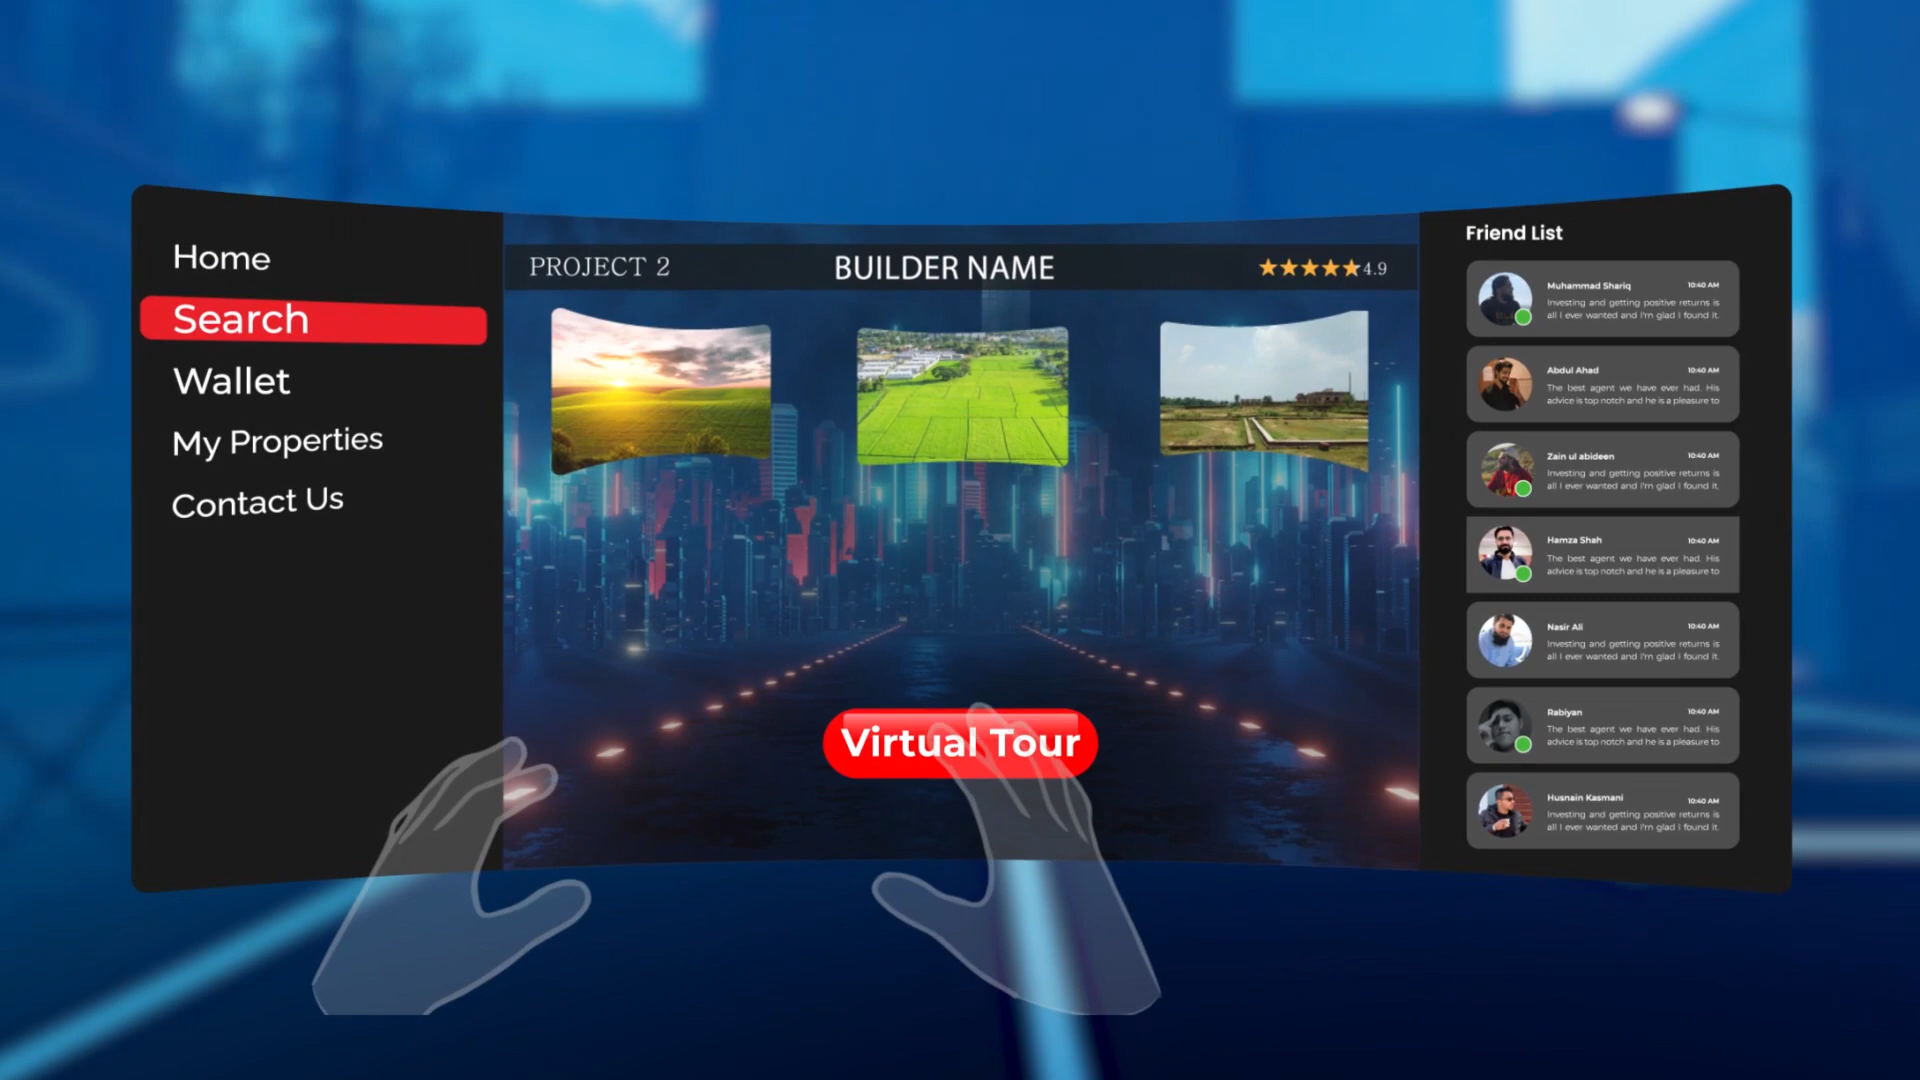 Home
Search
Wallet
My Properties
Contact Us
PROJECT 2
BUILDER NAME
4.9
Virtual Tour
Friend List
Muhammad Shariq
10:40 AM
Investing and getting positive returns is
all I ever wanted and I'm glad I found it.
Abdul Ahad
10:40 AM
The best agent we have ever had. His
advice is top notch and he is a pleasure to
Zain ul abideen
10:40 AM
Investing and getting positive returns is
all I ever wanted and I'm glad I found it.
Hamza Shah
10:40 AM
The best agent we have ever had. His
advice is top notch and he is a pleasure to
Nasir Ali
10:40 AM
Investing and getting positive returns is
all I ever wanted and I'm glad I found it.
Rabiyan
10:40 AM
The best agent we have ever had. His
advice is top notch and he is a pleasure to
Husnain Kasmani
10:40 AM
Investing and getting positive returns is
all I ever wanted and I'm glad I found it.